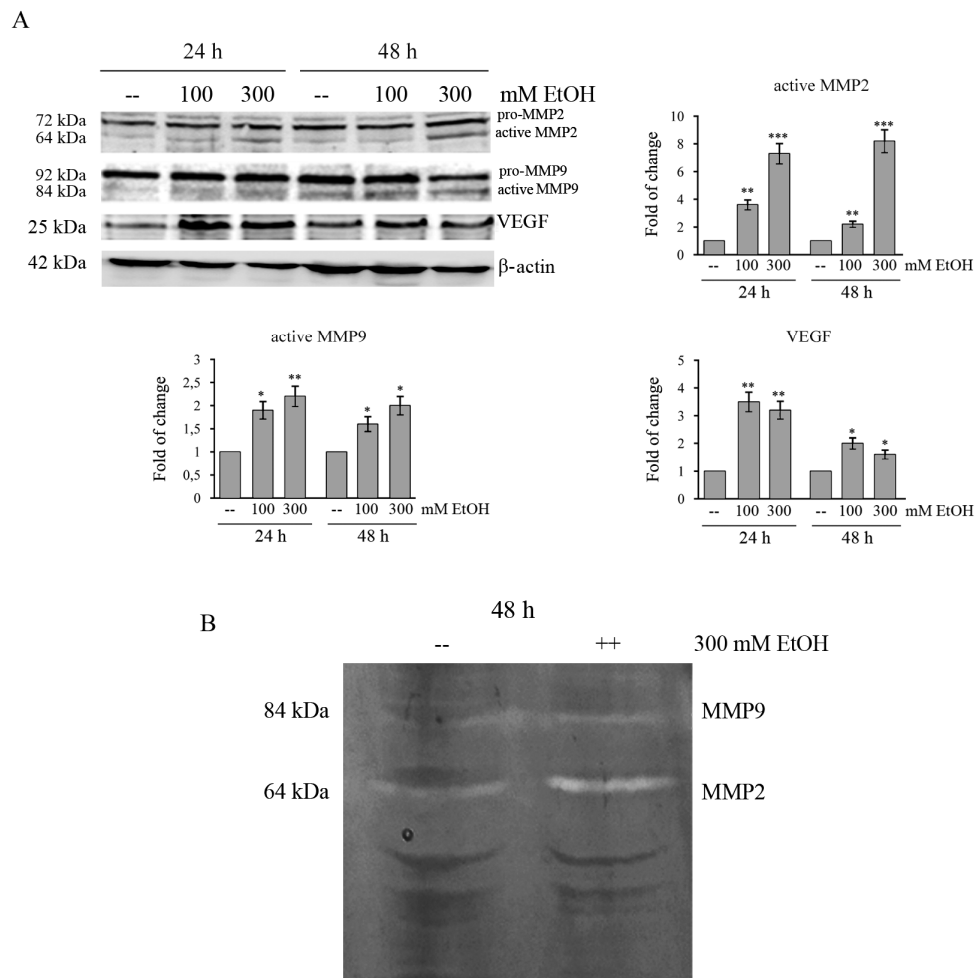 A
24 h 48 h
-- 100 300 -- 100 300 mM EtOH
72 kDa pro-MMP2
64 kDa active MMP2
92 kDa pro-MMP9
84 kDa active MMP9
25 kDa VEGF
42 kDa β-actin
active MMP2
Fold of change
10
8
6
4
2
0
** *** ** ***
-- 100 300 -- 100 300 mM EtOH
24 h 48 h
active MMP9
Fold of change
3
2,5
2
1,5
1
0,5
0
* ** * *
-- 100 300 -- 100 300 mM EtOH
24 h 48 h
VEGF
Fold of change
5
4
3
2
1
0
** ** * *
-- 100 300 -- 100 300 mM EtOH
24 h 48 h
B
48 h
-- ++ 300 mM EtOH
84 kDa MMP9
64 kDa MMP2